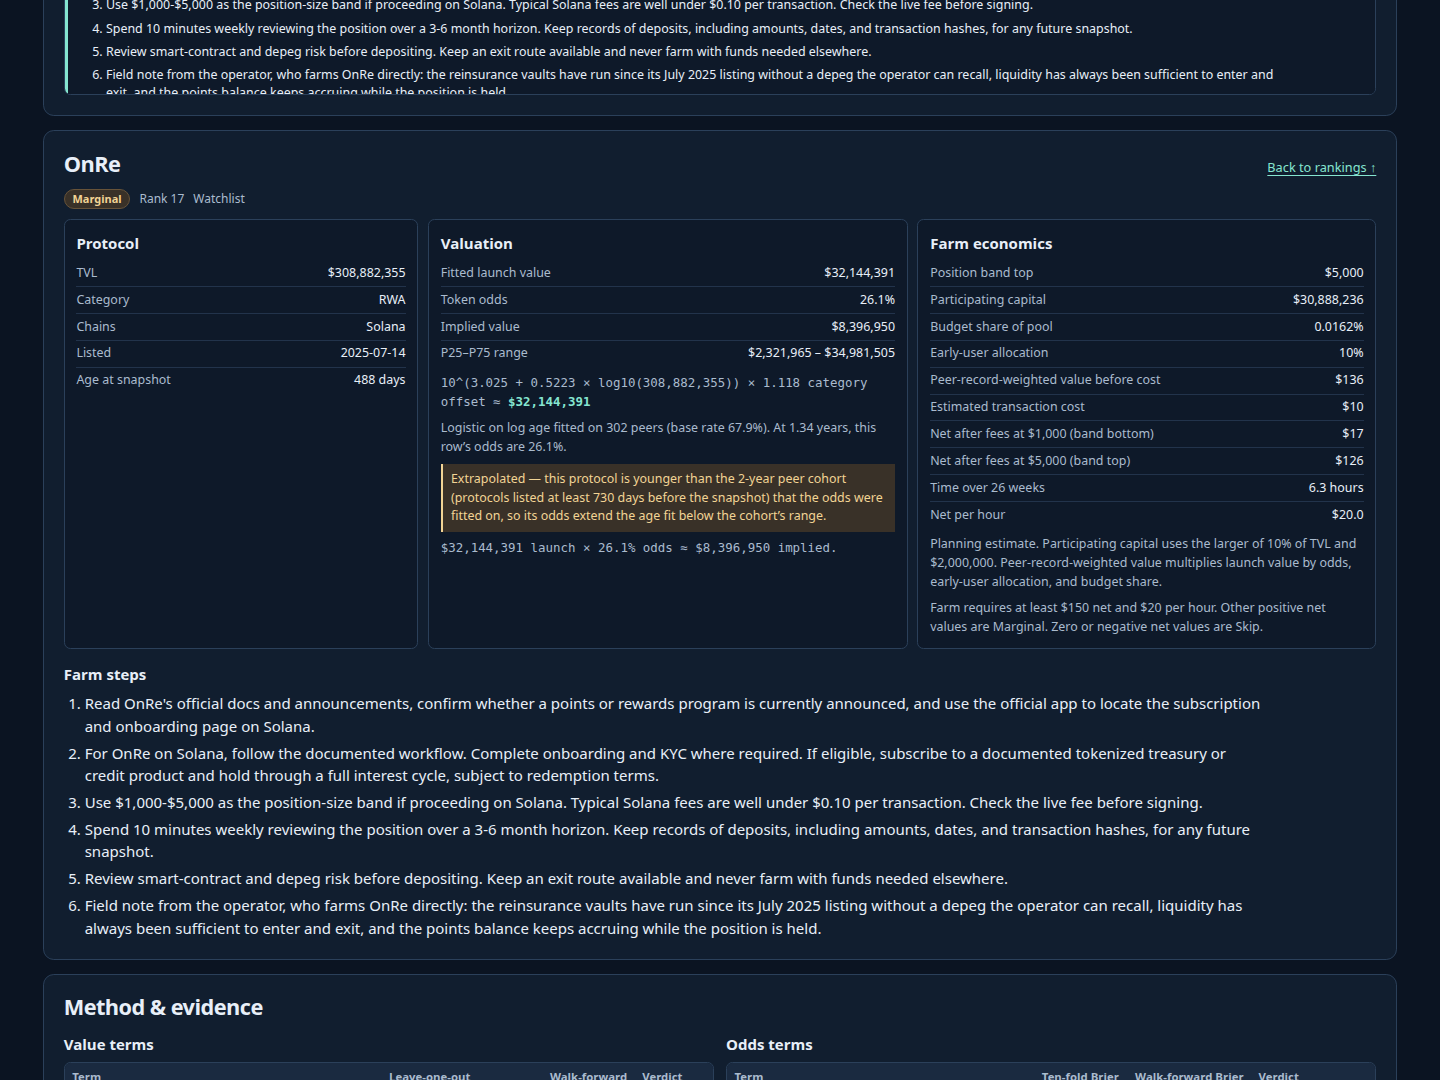 3. Use $1,000-$5,000 as the position-size band if proceeding on Solana. Typical Solana fees are well under $0.10 per transaction. Check the live fee before signing.
4. Spend 10 minutes weekly reviewing the position over a 3-6 month horizon. Keep records of deposits, including amounts, dates, and transaction hashes, for any future snapshot.
5. Review smart-contract and depeg risk before depositing. Keep an exit route available and never farm with funds needed elsewhere.
6. Field note from the operator, who farms OnRe directly: the reinsurance vaults have run since its July 2025 listing without a depeg the operator can recall, liquidity has always been sufficient to enter and
exit, and the points balance keeps accruing while the position is held.
OnRe
Back to rankings ↑
Marginal Rank 17 Watchlist
Protocol
TVL $308,882,355
Category RWA
Chains Solana
Listed 2025-07-14
Age at snapshot 488 days
Valuation
Fitted launch value $32,144,391
Token odds 26.1%
Implied value $8,396,950
P25–P75 range $2,321,965 – $34,981,505
10^(3.025 + 0.5223 × log10(308,882,355)) × 1.118 category
offset ≈ $32,144,391
Logistic on log age fitted on 302 peers (base rate 67.9%). At 1.34 years, this
row's odds are 26.1%.
Extrapolated — this protocol is younger than the 2-year peer cohort
(protocols listed at least 730 days before the snapshot) that the odds were
fitted on, so its odds extend the age fit below the cohort's range.
$32,144,391 launch × 26.1% odds ≈ $8,396,950 implied.
Farm economics
Position band top $5,000
Participating capital $30,888,236
Budget share of pool 0.0162%
Early-user allocation 10%
Peer-record-weighted value before cost $136
Estimated transaction cost $10
Net after fees at $1,000 (band bottom) $17
Net after fees at $5,000 (band top) $126
Time over 26 weeks 6.3 hours
Net per hour $20.0
Planning estimate. Participating capital uses the larger of 10% of TVL and
$2,000,000. Peer-record-weighted value multiplies launch value by odds,
early-user allocation, and budget share.
Farm requires at least $150 net and $20 per hour. Other positive net
values are Marginal. Zero or negative net values are Skip.
Farm steps
1. Read OnRe's official docs and announcements, confirm whether a points or rewards program is currently announced, and use the official app to locate the subscription
and onboarding page on Solana.
2. For OnRe on Solana, follow the documented workflow. Complete onboarding and KYC where required. If eligible, subscribe to a documented tokenized treasury or
credit product and hold through a full interest cycle, subject to redemption terms.
3. Use $1,000-$5,000 as the position-size band if proceeding on Solana. Typical Solana fees are well under $0.10 per transaction. Check the live fee before signing.
4. Spend 10 minutes weekly reviewing the position over a 3-6 month horizon. Keep records of deposits, including amounts, dates, and transaction hashes, for any future
snapshot.
5. Review smart-contract and depeg risk before depositing. Keep an exit route available and never farm with funds needed elsewhere.
6. Field note from the operator, who farms OnRe directly: the reinsurance vaults have run since its July 2025 listing without a depeg the operator can recall, liquidity has
always been sufficient to enter and exit, and the points balance keeps accruing while the position is held.
Method & evidence
Value terms
Term Leave-one-out Walk-forward Verdict
Odds terms
Term Ten-fold Brier Walk-forward Brier Verdict